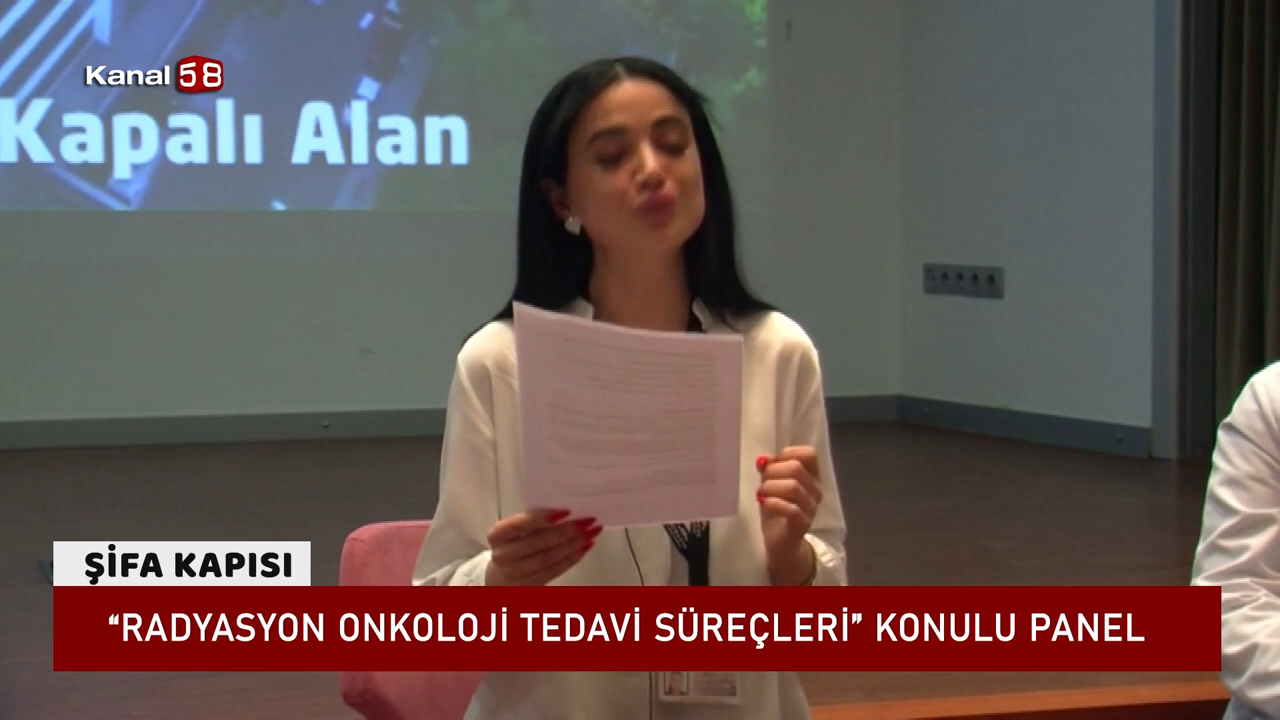 Kanal 58
Kapalı Alan
ŞİFA KAPISI
“RADYASYON ONKOLOJİ TEDAVİ SÜREÇLERİ” KONULU PANEL